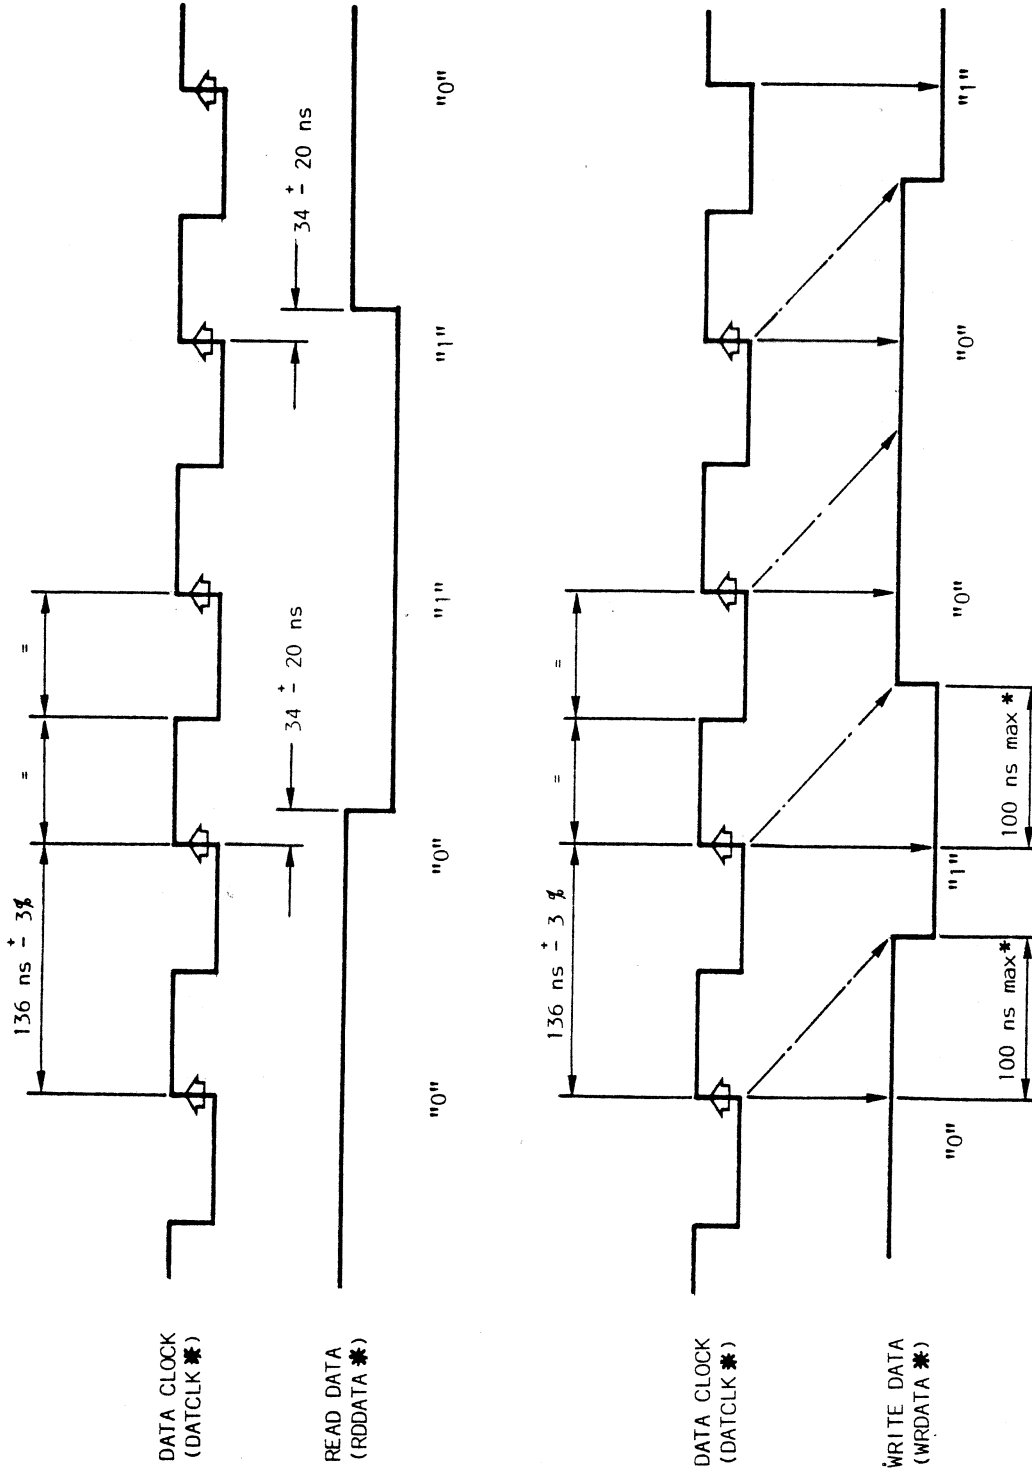 136 ns ± 3%
=
=
DATA CLOCK
(DATCLK*)
34 ± 20 ns
34 ± 20 ns
READ DATA
(RDDATA*)
"0"
"0"
"1"
"1"
"0"
136 ns ± 3 %
=
=
DATA CLOCK
(DATCLK*)
WRITE DATA
(WRDATA*)
"0"
"1"
"0"
"0"
"1"
100 ns max*
100 ns max*